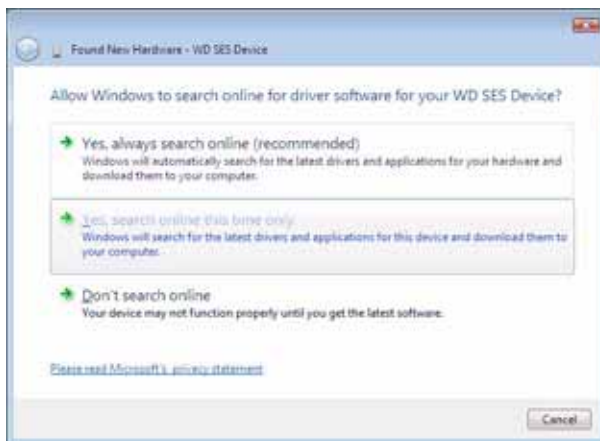 Found New Hardware - WD SES Device
Allow Windows to search online for driver software for your WD SES Device?
Yes, always search online (recommended)
Windows will automatically search for the latest drivers and applications for your hardware and
download them to your computer.
Yes, search online this time only
Windows will search for the latest drivers and applications for this device and download them to
your computer.
Don't search online
Your device may not function properly until you get the latest software.
Please read Microsoft's privacy statement
Cancel